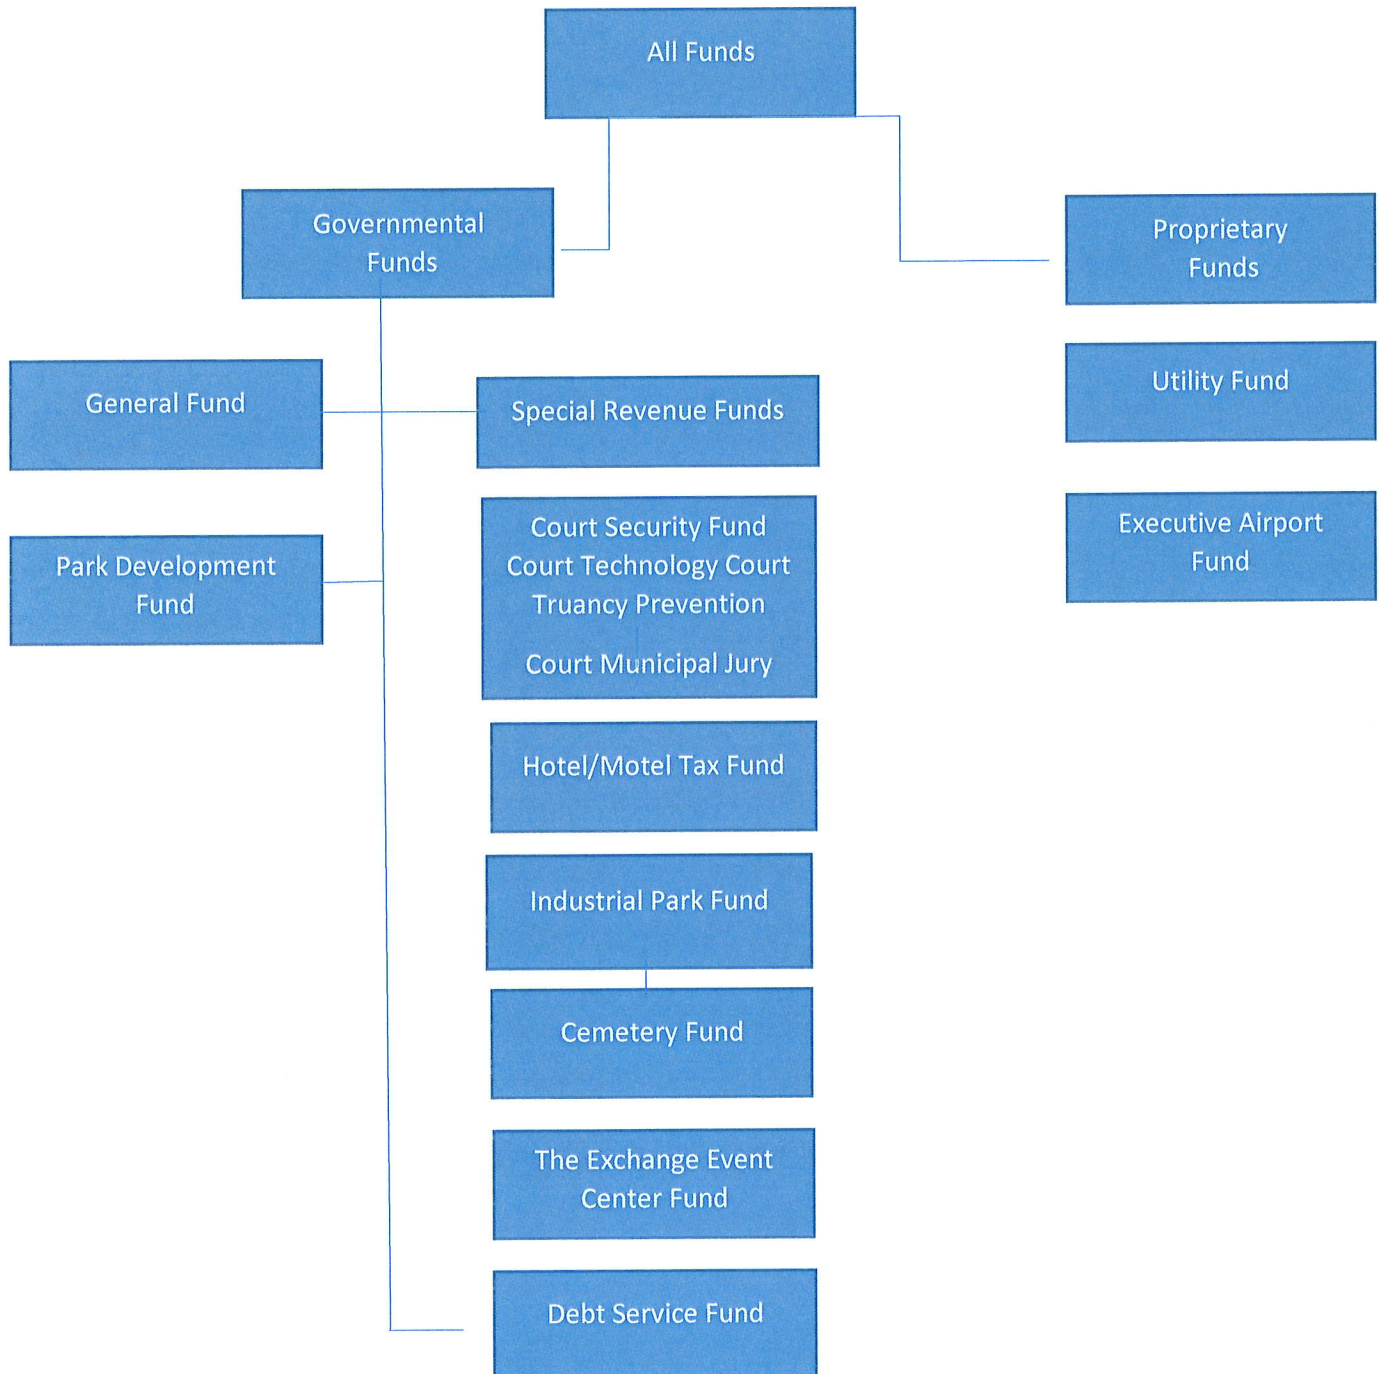 All Funds
Governmental
Funds
Proprietary
Funds
General Fund
Special Revenue Funds
Utility Fund
Park Development
Fund
Court Security Fund
Court Technology Court
Truancy Prevention
Court Municipal Jury
Executive Airport
Fund
Hotel/Motel Tax Fund
Industrial Park Fund
Cemetery Fund
The Exchange Event
Center Fund
Debt Service Fund